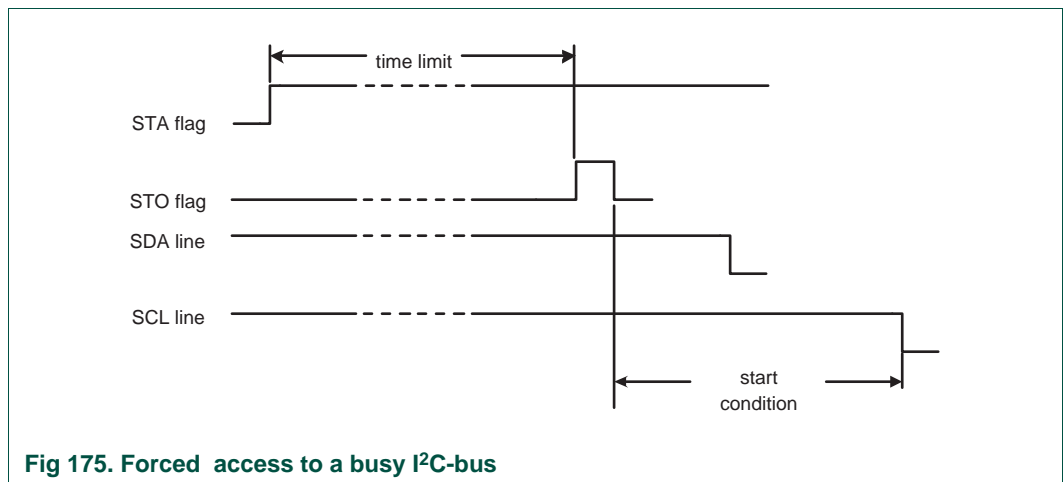 time limit
STA flag
STO flag
SDA line
SCL line
start
condition
Fig 175. Forced access to a busy I²C-bus